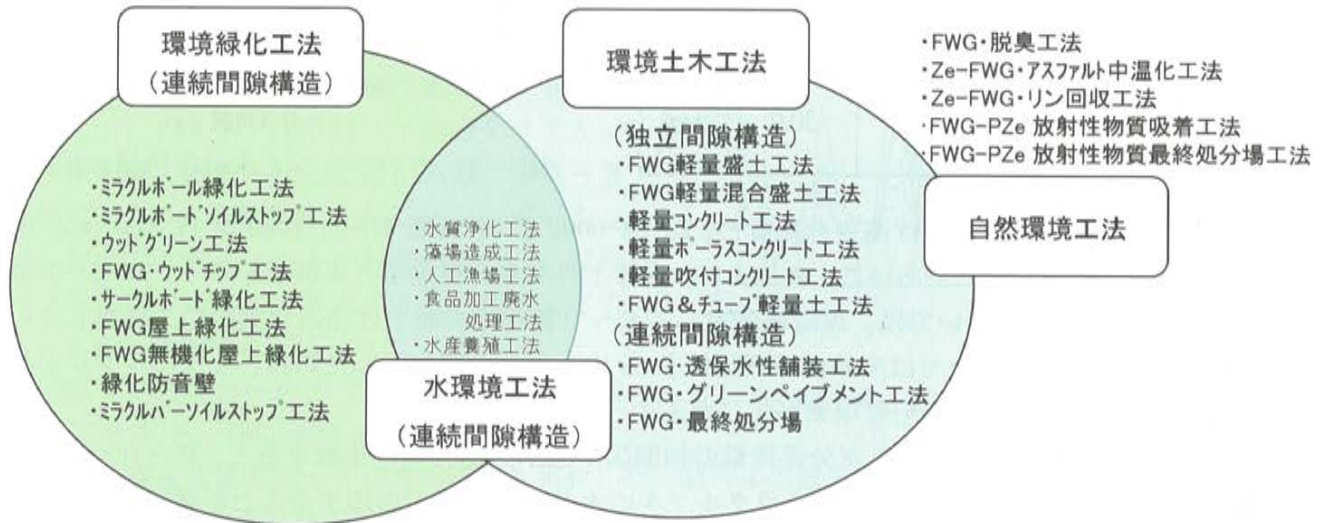 環境緑化工法
(連続間隙構造)
・ミラクルボール緑化工法
・ミラクルボードソイルストップ工法
・ウッドグリーン工法
・FWG・ウッドチップ工法
・サークルボード緑化工法
・FWG屋上緑化工法
・FWG無機化屋上緑化工法
・緑化防音壁
・ミラクルバーソイルストップ工法
・水質浄化工法
・藻場造成工法
・人工漁場工法
・食品加工廃水
処理工法
・水産養殖工法
水環境工法
(連続間隙構造)
環境土木工法
(独立間隙構造)
・FWG軽量盛土工法
・FWG軽量混合盛土工法
・軽量コンクリート工法
・軽量ポーラスコンクリート工法
・軽量吹付コンクリート工法
・FWG&チューブ軽量土工法
(連続間隙構造)
・FWG・透保水性舗装工法
・FWG・グリーンペイブメント工法
・FWG・最終処分場
・FWG・脱臭工法
・Ze-FWG・アスファルト中温化工法
・Ze-FWG・リン回収工法
・FWG-PZe 放射性物質吸着工法
・FWG-PZe 放射性物質最終処分場工法
自然環境工法